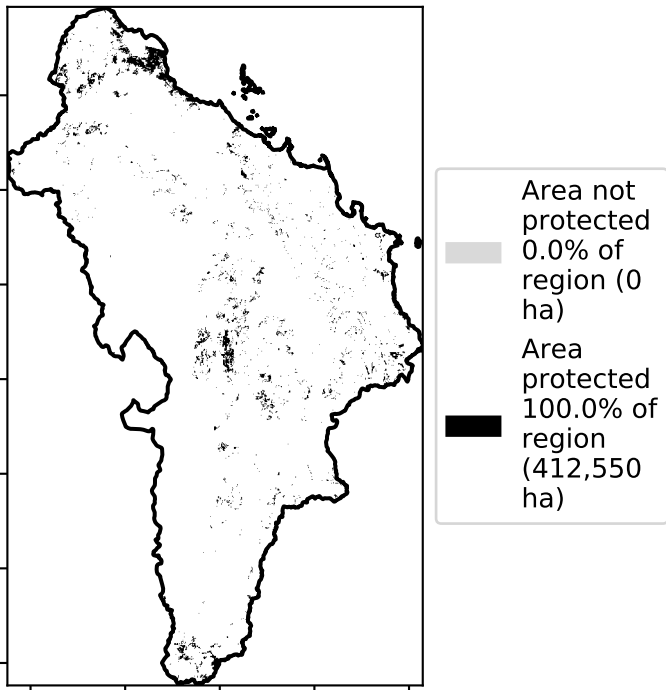 Area not
protected
0.0% of
region (0
ha)
Area
protected
100.0% of
region
(412,550
ha)